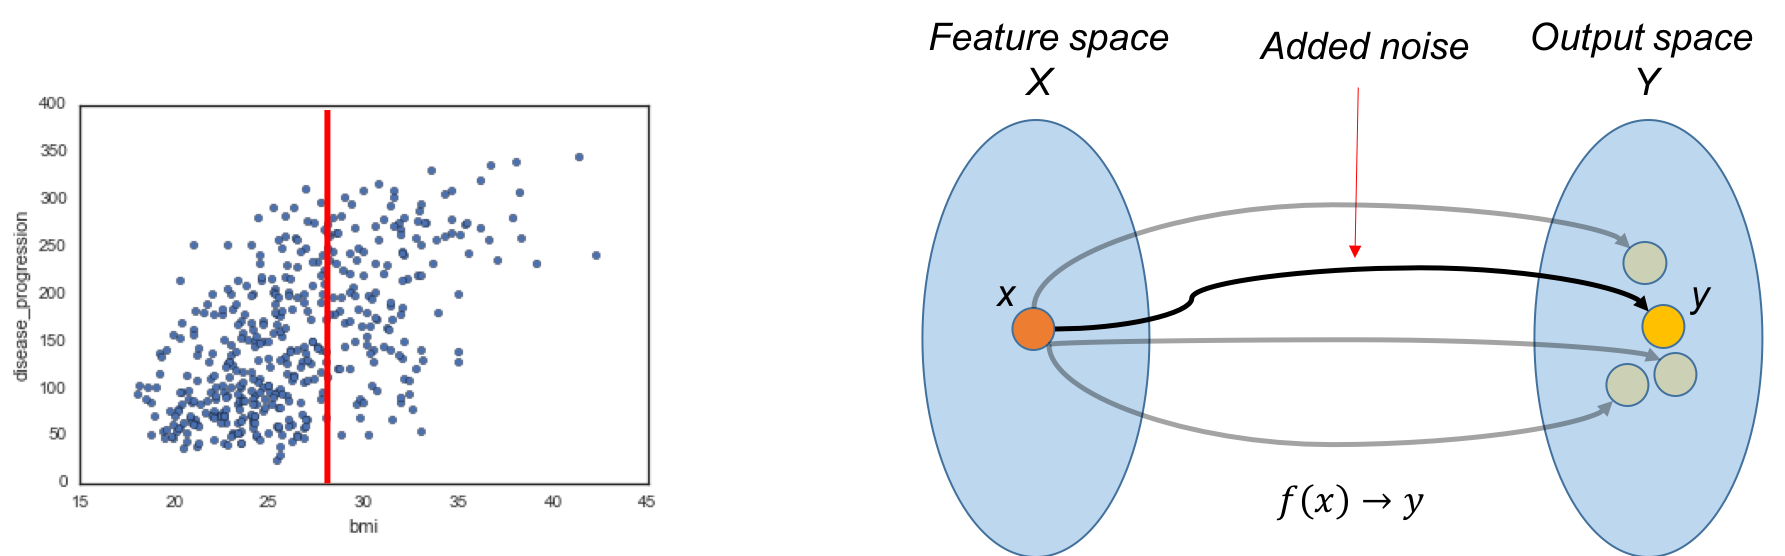 400
350
300
250
200
150
100
50
0
disease_progression
15 20 25 30 35 40 45
bmi
Feature space
X
Added noise
Output space
Y
x
y
f(x) → y